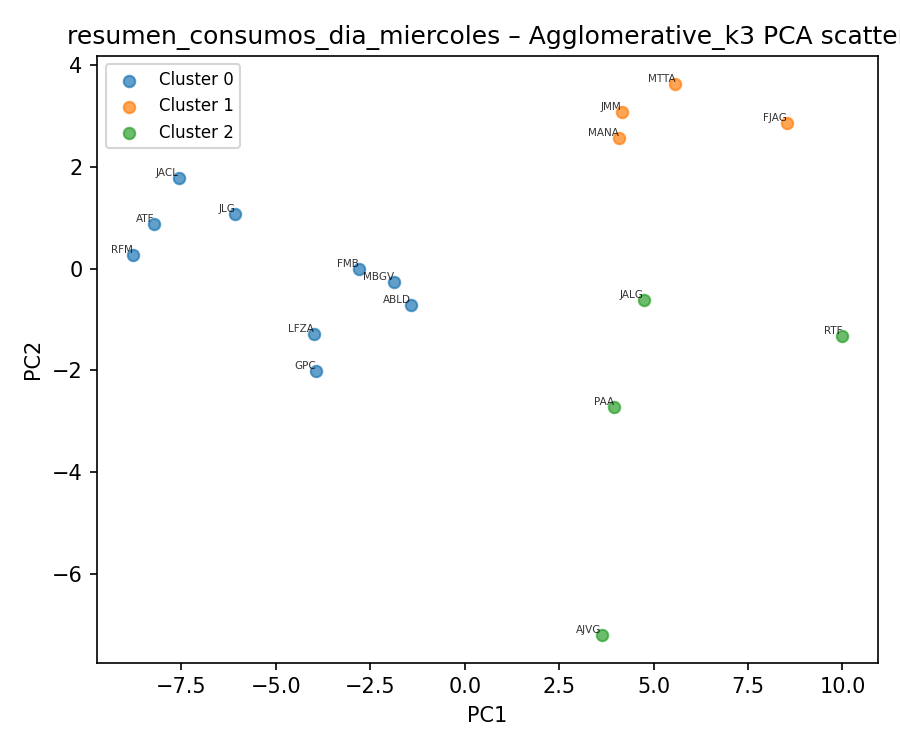 resumen_consumos_dia_miercoles – Agglomerative_k3 PCA scatter
Cluster 0
Cluster 1
Cluster 2
MTTA
JMM
FJAG
MANA
JACL
JLG
ATF
RFM
FMB
MBGV
ABLD
JALG
LFZA
RTF
GPC
PAA
AJVG
4
2
0
−2
−4
−6
PC2
−7.5 −5.0 −2.5 0.0 2.5 5.0 7.5 10.0
PC1